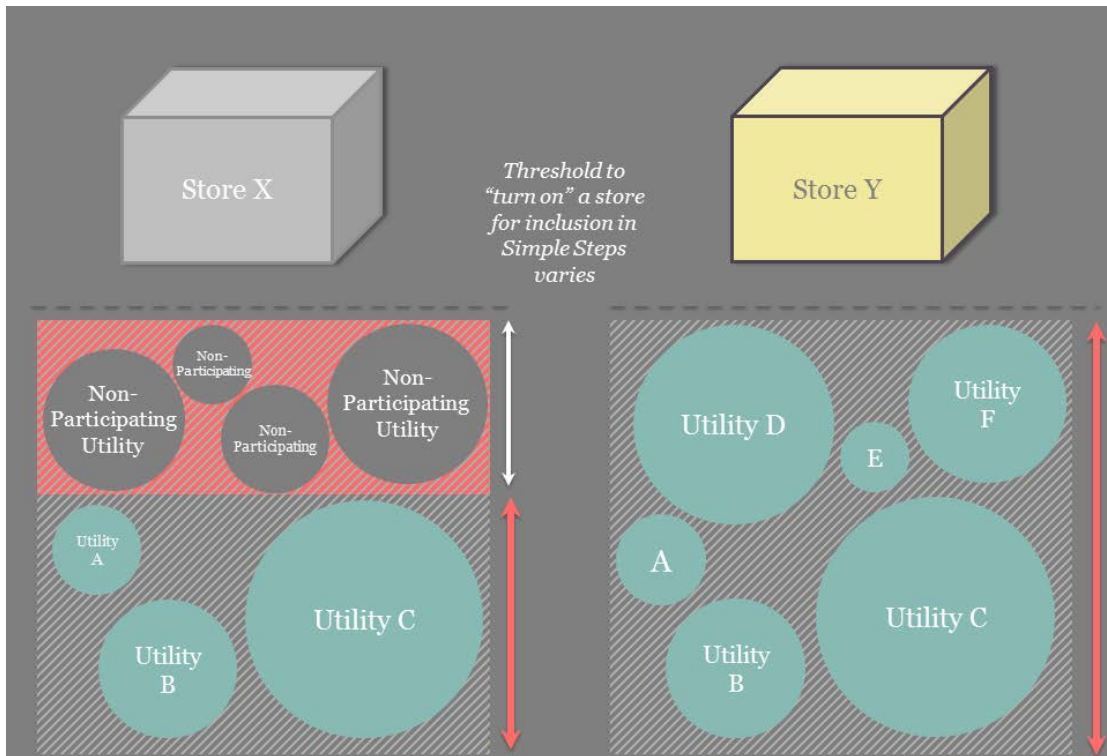 Store X
Threshold to
“turn on” a store
for inclusion in
Simple Steps
varies
Store Y
Non-
Participating
Utility
Non-
Participating
Non-
Participating
Non-
Participating
Utility
Utility
A
Utility
B
Utility C
Utility D
E
Utility
F
A
Utility
B
Utility C